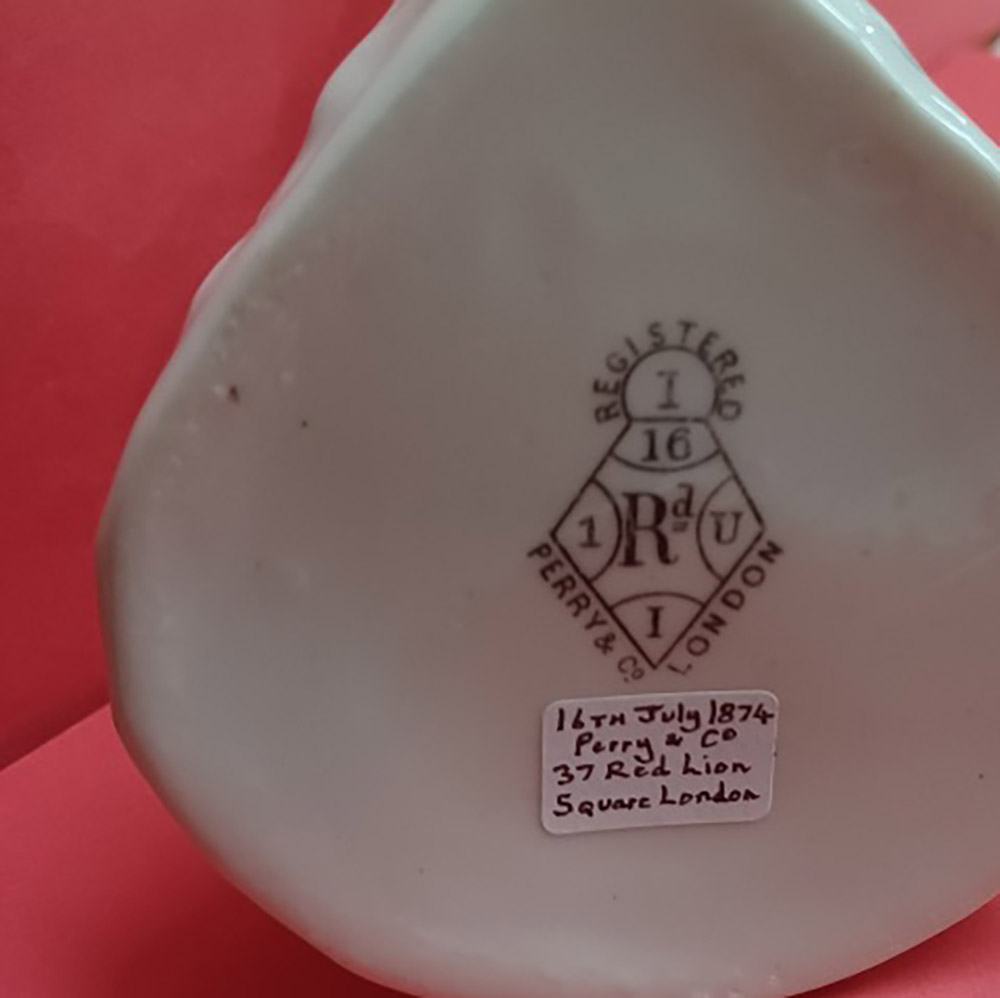 REGISTERED
I
16
1 Rd U
I
PERRY & Co LONDON
16TH July 1874
Perry & Co
37 Red Lion
Square London